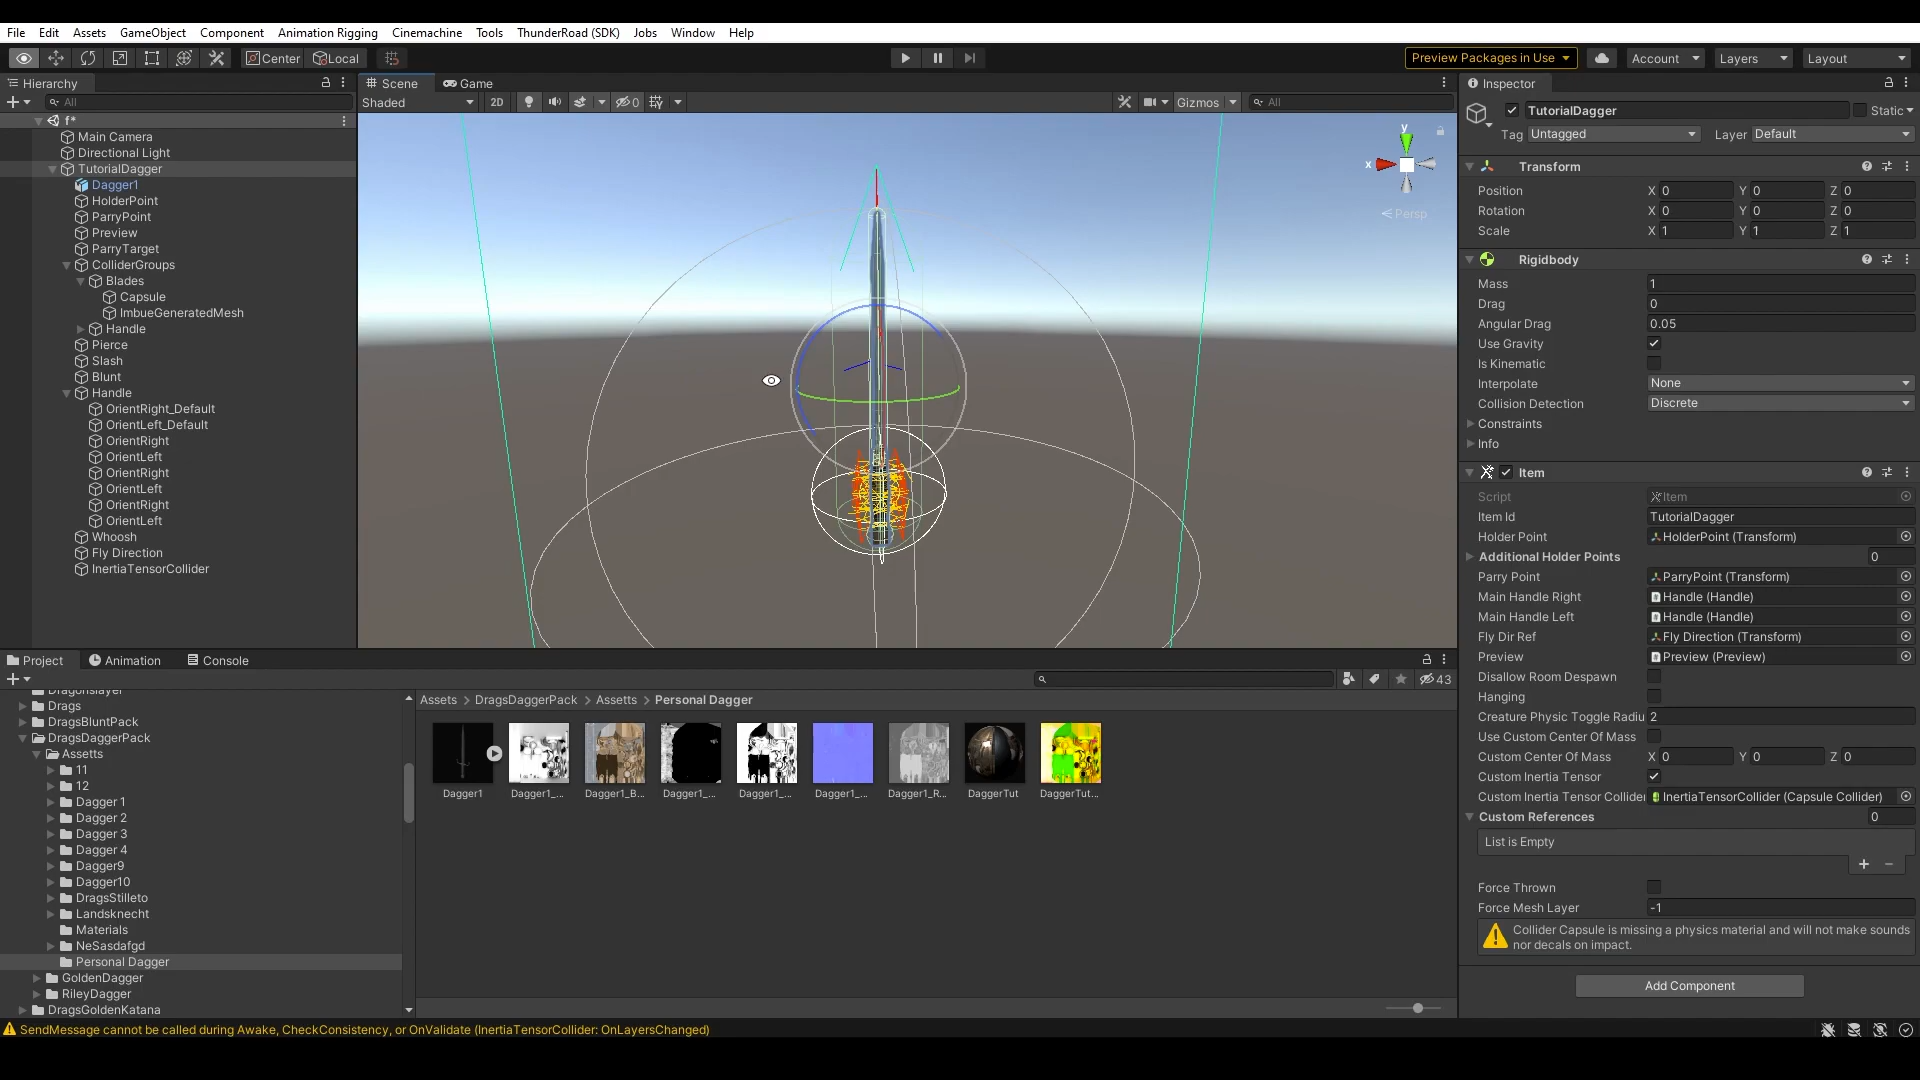 File Edit Assets GameObject Component Animation Rigging Cinemachine Tools ThunderRoad (SDK) Jobs Window Help
Center Local Preview Packages in Use Account Layers Layout
Hierarchy
All
f*
Main Camera
Directional Light
TutorialDagger
Dagger1
HolderPoint
ParryPoint
Preview
ParryTarget
ColliderGroups
Blades
Capsule
ImbueGeneratedMesh
Handle
Pierce
Slash
Blunt
Handle
OrientRight_Default
OrientLeft_Default
OrientRight
OrientLeft
OrientRight
OrientLeft
OrientRight
OrientLeft
Whoosh
Fly Direction
InertiaTensorCollider
Scene Game
Shaded 2D 0 Gizmos All
y
x
Persp
Inspector
TutorialDagger Static
Tag Untagged Layer Default
Transform
Position X 0 Y 0 Z 0
Rotation X 0 Y 0 Z 0
Scale X 1 Y 1 Z 1
Rigidbody
Mass 1
Drag 0
Angular Drag 0.05
Use Gravity
Is Kinematic
Interpolate None
Collision Detection Discrete
Constraints
Info
Item
Script Item
Item Id TutorialDagger
Holder Point HolderPoint (Transform)
Additional Holder Points 0
Parry Point ParryPoint (Transform)
Main Handle Right Handle (Handle)
Main Handle Left Handle (Handle)
Fly Dir Ref Fly Direction (Transform)
Preview Preview (Preview)
Disallow Room Despawn
Hanging
Creature Physic Toggle Radiu 2
Use Custom Center Of Mass
Custom Center Of Mass X 0 Y 0 Z 0
Custom Inertia Tensor
Custom Inertia Tensor Collider InertiaTensorCollider (Capsule Collider)
Custom References 0
List is Empty
Force Thrown
Force Mesh Layer -1
Collider Capsule is missing a physics material and will not make sounds
nor decals on impact.
Add Component
Project Animation Console
43
Dragonslayer
Drags
DragsBluntPack
DragsDaggerPack
Assetts
11
12
Dagger 1
Dagger 2
Dagger 3
Dagger 4
Dagger9
Dagger10
DragsStilleto
Landsknecht
Materials
NeSasdafgd
Personal Dagger
GoldenDagger
RileyDagger
DragsGoldenKatana
Assets > DragsDaggerPack > Assetts > Personal Dagger
Dagger1 Dagger1_... Dagger1_B... Dagger1_... Dagger1_... Dagger1_... Dagger1_R... DaggerTut DaggerTut...
SendMessage cannot be called during Awake, CheckConsistency, or OnValidate (InertiaTensorCollider: OnLayersChanged)